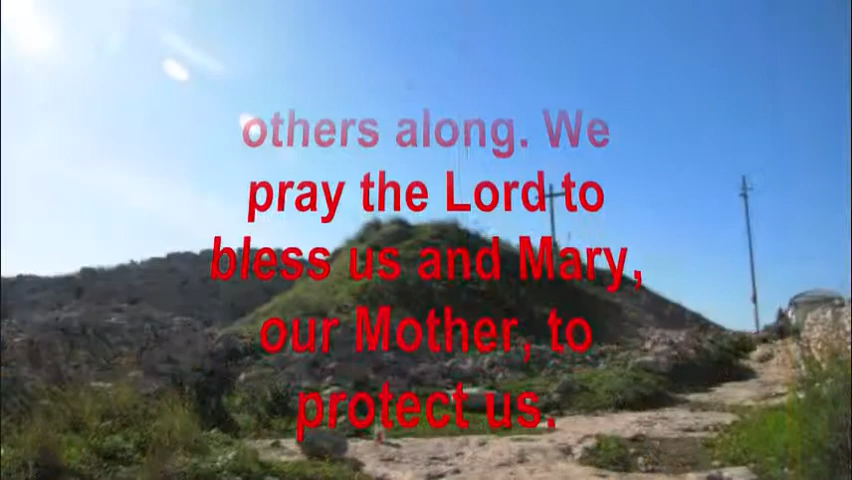 others along. We
pray the Lord to
bless us and Mary,
our Mother, to
protect us.